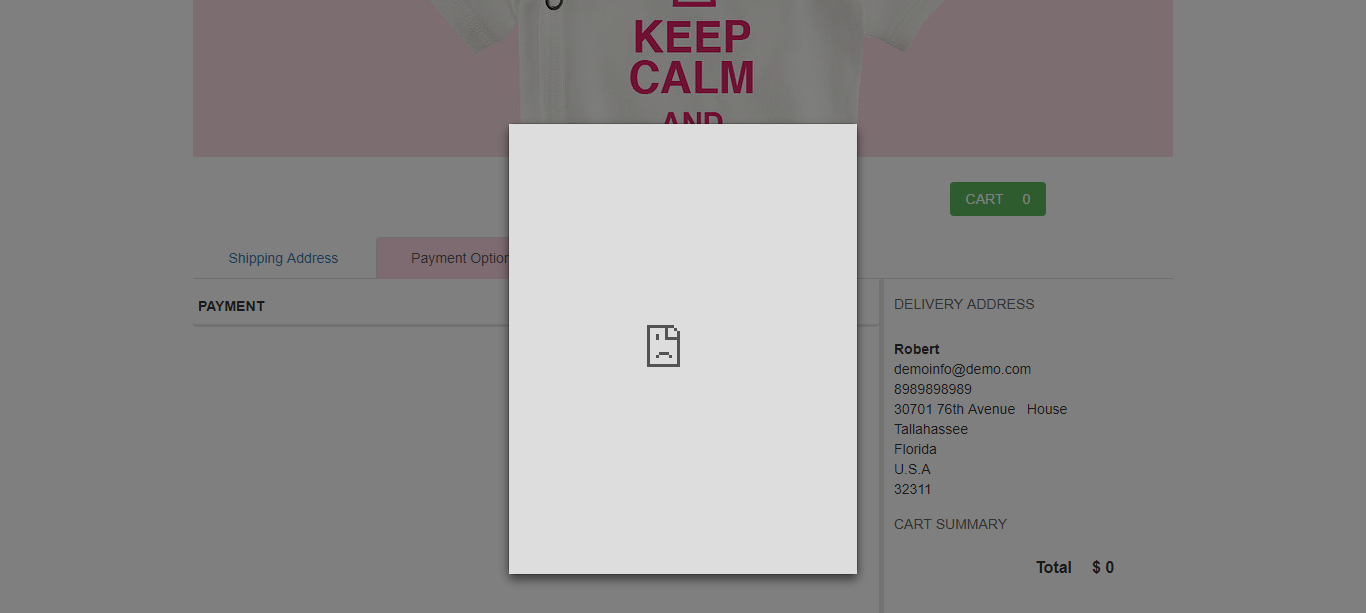 KEEP
CALM
AND
CART 0
Shipping Address
Payment Option
PAYMENT
DELIVERY ADDRESS
Robert
demoinfo@demo.com
8989898989
30701 76th Avenue House
Tallahassee
Florida
U.S.A
32311
CART SUMMARY
Total $ 0